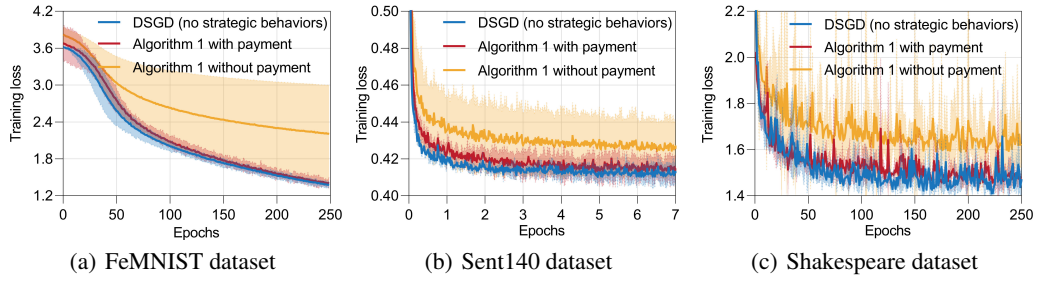 4.2
3.6
3.0
2.4
1.8
1.2
Training loss
DSGD (no strategic behaviors)
Algorithm 1 with payment
Algorithm 1 without payment
0 50 100 150 200 250
Epochs
(a) FeMNIST dataset
0.50
0.48
0.46
0.44
0.42
0.40
Training loss
DSGD (no strategic behaviors)
Algorithm 1 with payment
Algorithm 1 without payment
0 1 2 3 4 5 6 7
Epochs
(b) Sent140 dataset
2.2
2.0
1.8
1.6
1.4
Training loss
DSGD (no strategic behaviors)
Algorithm 1 with payment
Algorithm 1 without payment
0 50 100 150 200 250
Epochs
(c) Shakespeare dataset